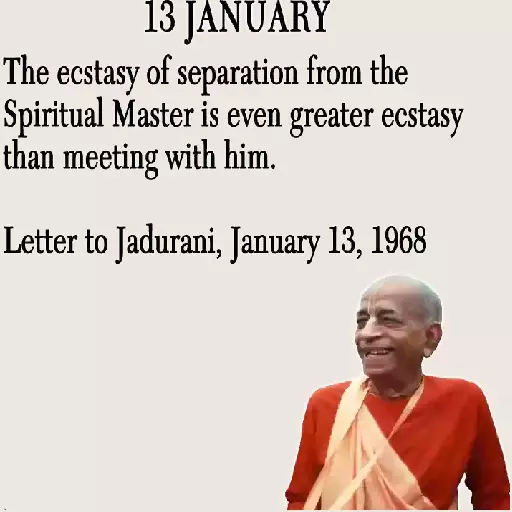 13 JANUARY
The ecstasy of separation from the
Spiritual Master is even greater ecstasy
than meeting with him.
Letter to Jadurani, January 13, 1968